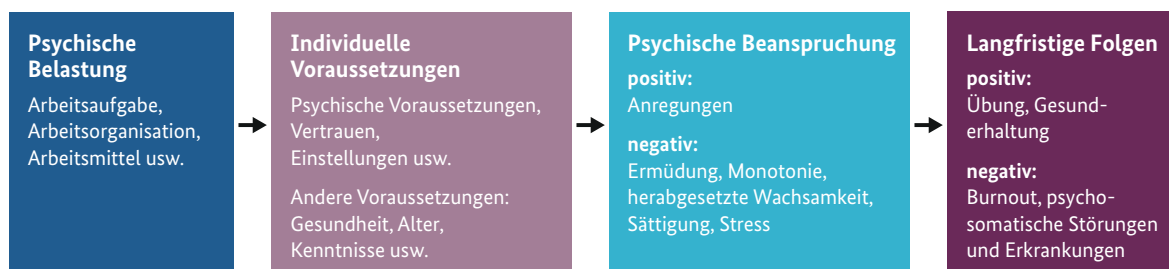 Psychische
Belastung
Arbeitsaufgabe,
Arbeitsorganisation,
Arbeitsmittel usw.
Individuelle
Voraussetzungen
Psychische Voraussetzungen,
Vertrauen,
Einstellungen usw.
Andere Voraussetzungen:
Gesundheit, Alter,
Kenntnisse usw.
Psychische Beanspruchung
positiv:
Anregungen
negativ:
Ermüdung, Monotonie,
herabgesetzte Wachsamkeit,
Sättigung, Stress
Langfristige Folgen
positiv:
Übung, Gesund-
erhaltung
negativ:
Burnout, psycho-
somatische Störungen
und Erkrankungen